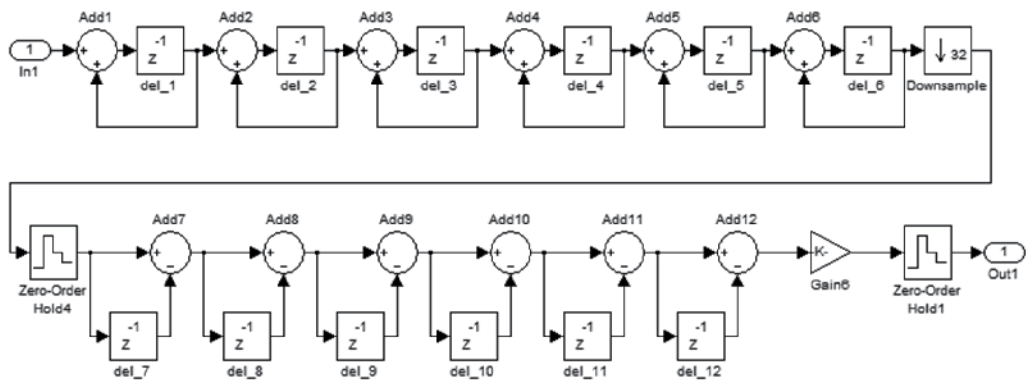 Add1 Add2 Add3 Add4 Add5 Add6
1 + + -1 Z + + -1 Z + + -1 Z + + -1 Z + + -1 Z + + -1 Z ↓ 32
In1 del_1 del_2 del_3 del_4 del_5 del_6 Downsample
Add7 Add8 Add9 Add10 Add11 Add12
+ − + − + − + − + − + − -K- 1
Zero-Order Hold4 Gain6 Zero-Order Hold1 Out1
-1 Z -1 Z -1 Z -1 Z -1 Z -1 Z
del_7 del_8 del_9 del_10 del_11 del_12